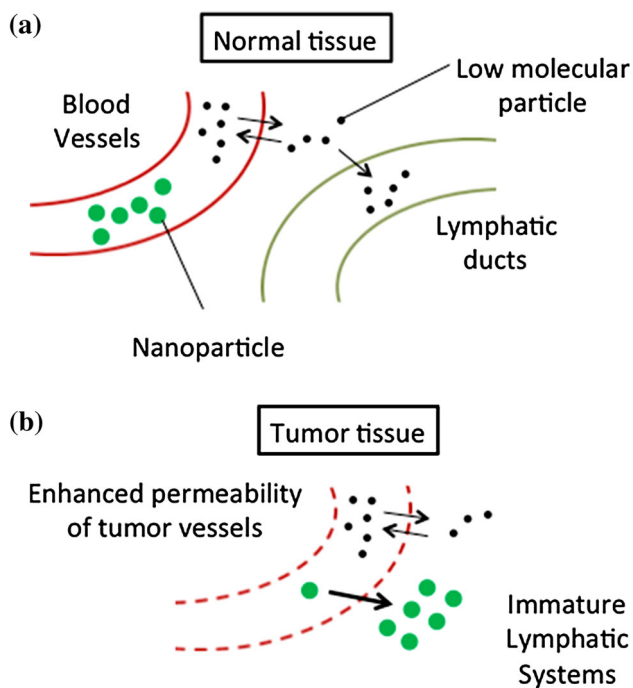 (a)
Normal tissue
Blood
Vessels
Low molecular
particle
Lymphatic
ducts
Nanoparticle
(b)
Tumor tissue
Enhanced permeability
of tumor vessels
Immature
Lymphatic
Systems